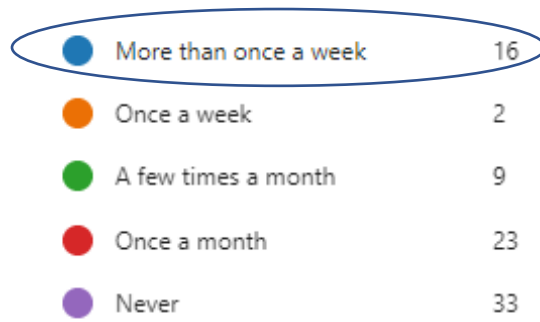 More than once a week 16
Once a week 2
A few times a month 9
Once a month 23
Never 33